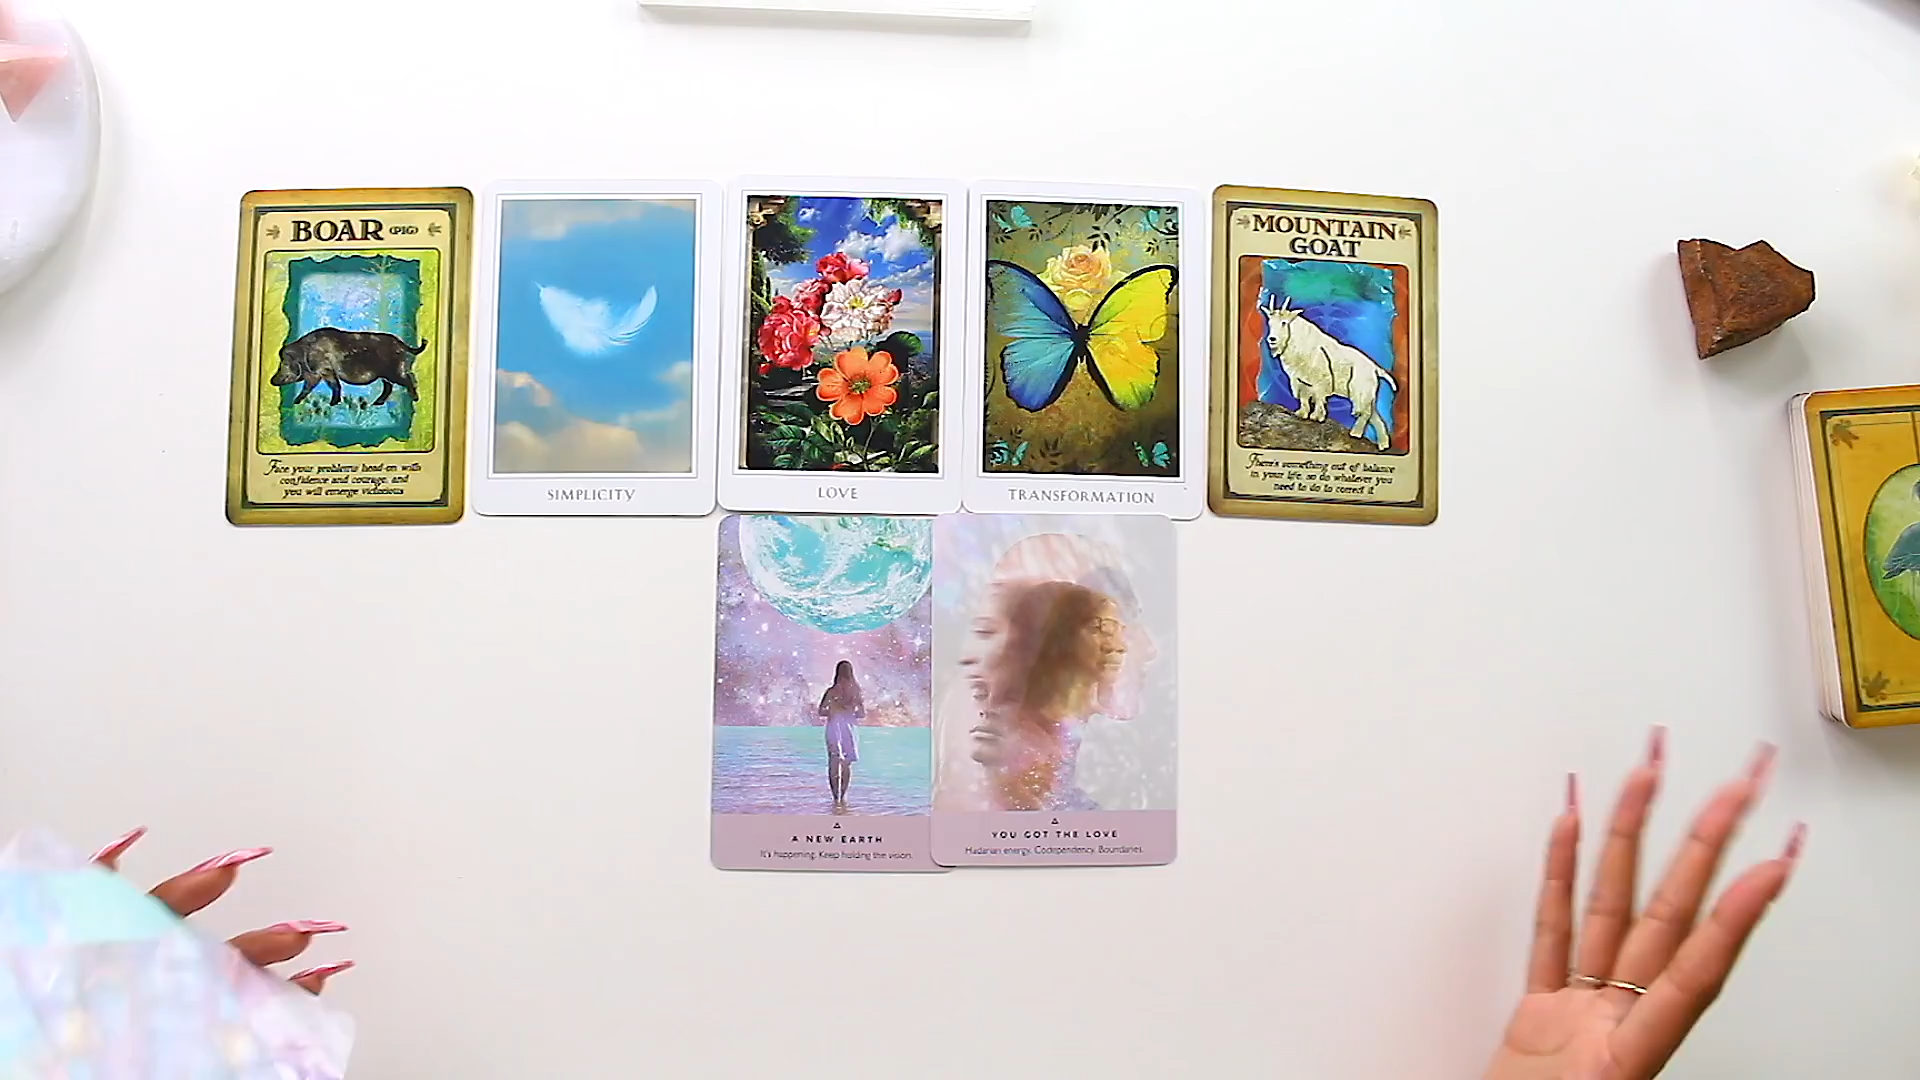 BOAR (PIG)
Face your problems head-on with
confidence and courage, and
you will emerge victorious
SIMPLICITY
LOVE
TRANSFORMATION
MOUNTAIN
GOAT
There's something out of balance
in your life, so do whatever you
need to do to correct it
A NEW EARTH
It's happening. Keep holding the vision.
YOU GOT THE LOVE
Hadarian energy. Codependency. Boundaries.